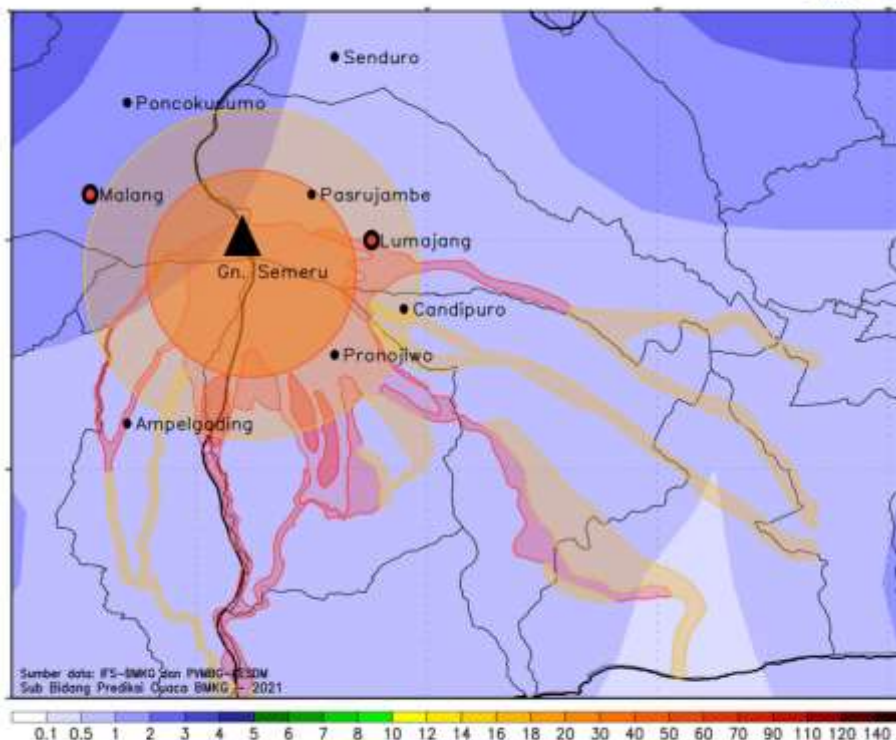 Senduro
Poncokusumo
Malang
Pasrujambe
Lumajang
Gn. Semeru
Candipuro
Pronojiwo
Ampelgading
Sumber data: IFS-BMKG dan PVMBG-KESDM
Sub Bidang Prediksi Cuaca BMKG - 2021
0.1 0.5 1 2 3 4 5 6 7 8 10 12 14 16 18 20 30 40 50 60 70 90 110 120 140